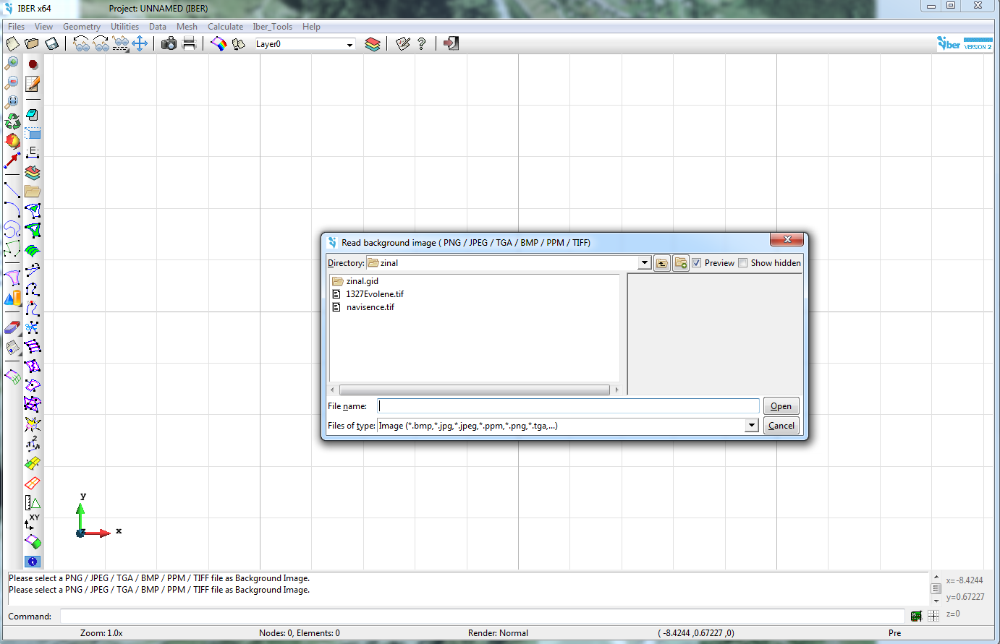 IBER x64 Project: UNNAMED (IBER)
Files View Geometry Utilities Data Mesh Calculate Iber_Tools Help
Layer0
iber VERSION 2
E
Read background image ( PNG / JPEG / TGA / BMP / PPM / TIFF)
Directory: zinal Preview Show hidden
zinal.gid
1327Evolene.tif
navisence.tif
File name: Open
Files of type: Image (*.bmp,*.jpg,*.jpeg,*.ppm,*.png,*.tga,...) Cancel
XY
y
z x
Please select a PNG / JPEG / TGA / BMP / PPM / TIFF file as Background Image.
Please select a PNG / JPEG / TGA / BMP / PPM / TIFF file as Background Image.
x=-8.4244
y=0.67227
z=0
Command:
Zoom: 1.0x Nodes: 0, Elements: 0 Render: Normal ( -8.4244 ,0.67227 ,0) Pre